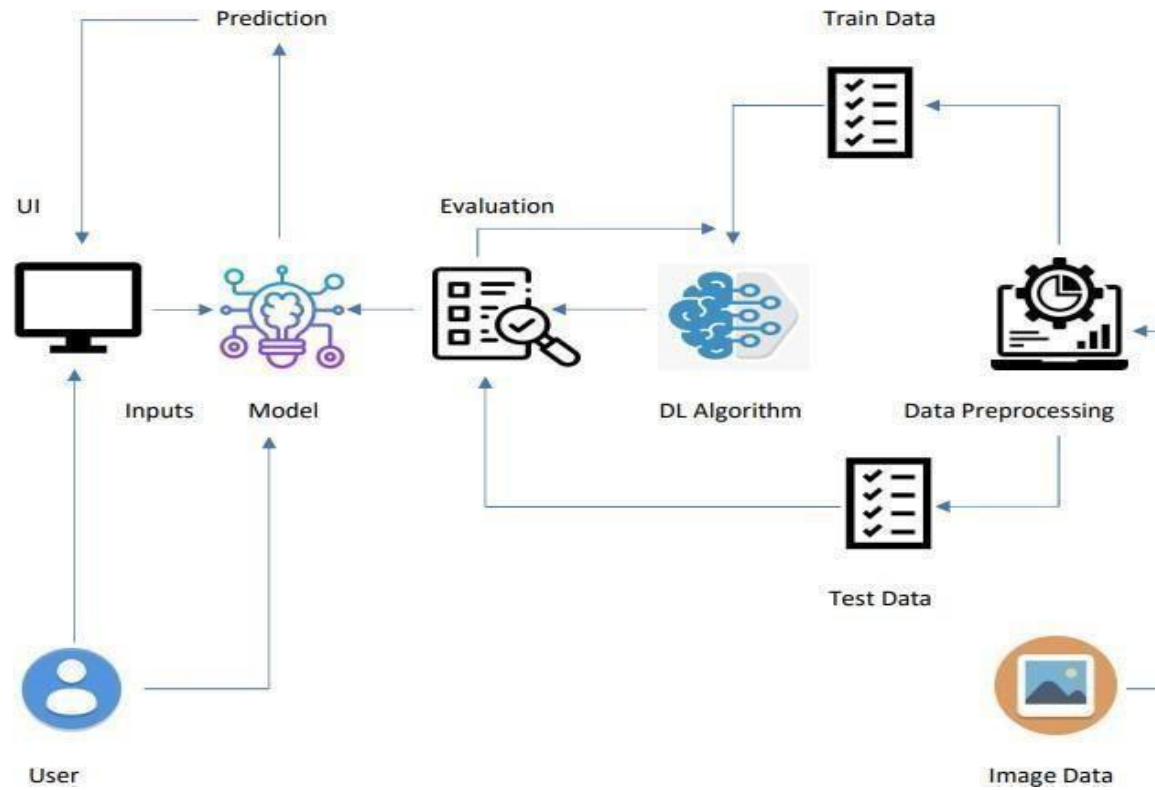 Prediction
Train Data
UI
Evaluation
Inputs
Model
DL Algorithm
Data Preprocessing
Test Data
User
Image Data